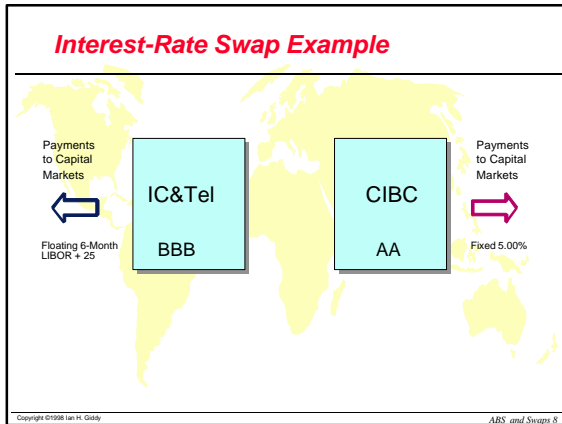 Interest-Rate Swap Example
Payments
to Capital
Markets
IC&Tel
BBB
Floating 6-Month
LIBOR + 25
CIBC
AA
Payments
to Capital
Markets
Fixed 5.00%
Copyright ©1998 Ian H. Giddy
ABS and Swaps 8